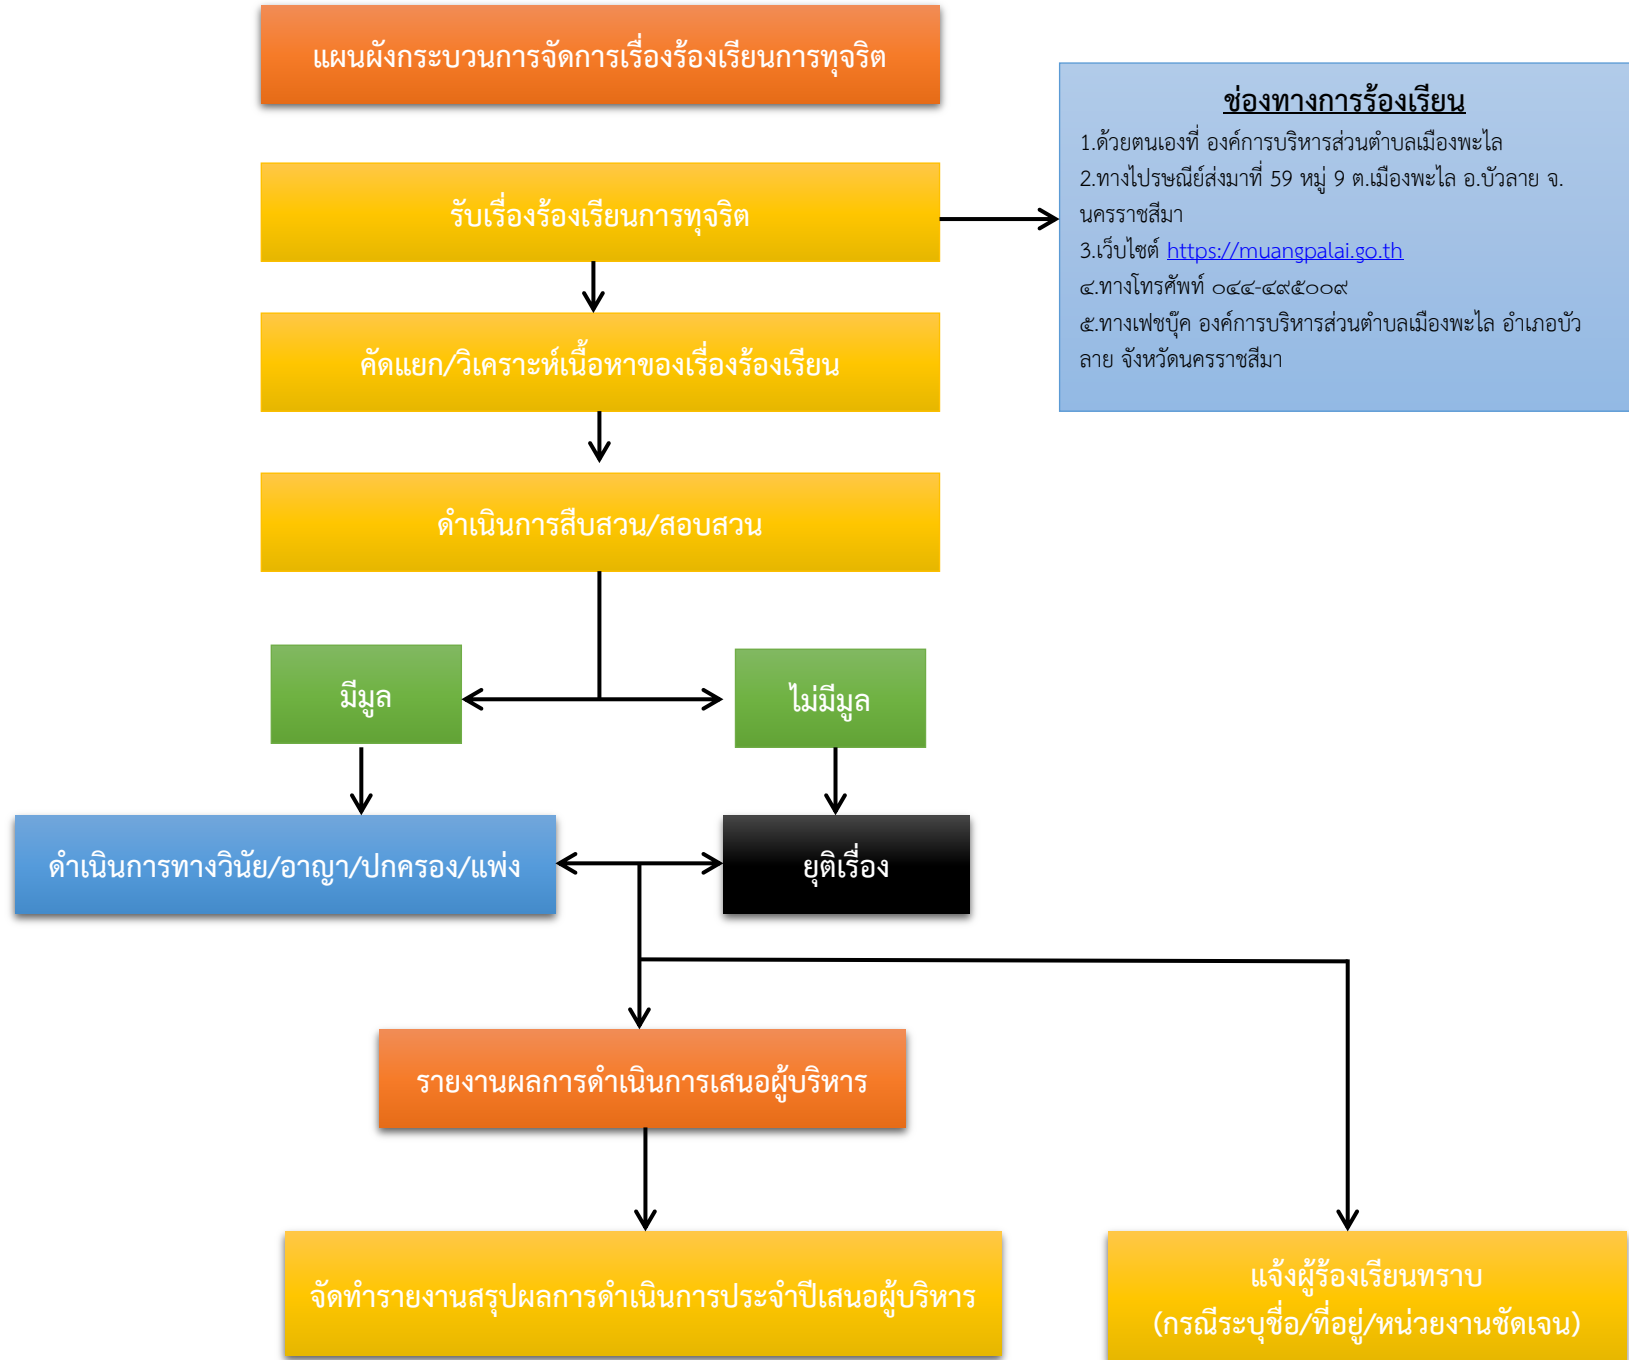 แผนผังกระบวนการจัดการเรื่องร้องเรียนการทุจริต
ช่องทางการร้องเรียน
1.ด้วยตนเองที่ องค์การบริหารส่วนตำบลเมืองพะไล
2.ทางไปรษณีย์ส่งมาที่ 59 หมู่ 9 ต.เมืองพะไล อ.บัวลาย จ.
นครราชสีมา
3.เว็บไซต์ https://muangpalai.go.th
๔.ทางโทรศัพท์ ๐๔๔-๔๙๕๐๐๙
๕.ทางเฟซบุ๊ค องค์การบริหารส่วนตำบลเมืองพะไล อำเภอบัว
ลาย จังหวัดนครราชสีมา
รับเรื่องร้องเรียนการทุจริต
คัดแยก/วิเคราะห์เนื้อหาของเรื่องร้องเรียน
ดำเนินการสืบสวน/สอบสวน
มีมูล
ไม่มีมูล
ดำเนินการทางวินัย/อาญา/ปกครอง/แพ่ง
ยุติเรื่อง
รายงานผลการดำเนินการเสนอผู้บริหาร
จัดทำรายงานสรุปผลการดำเนินการประจำปีเสนอผู้บริหาร
แจ้งผู้ร้องเรียนทราบ
(กรณีระบุชื่อ/ที่อยู่/หน่วยงานชัดเจน)